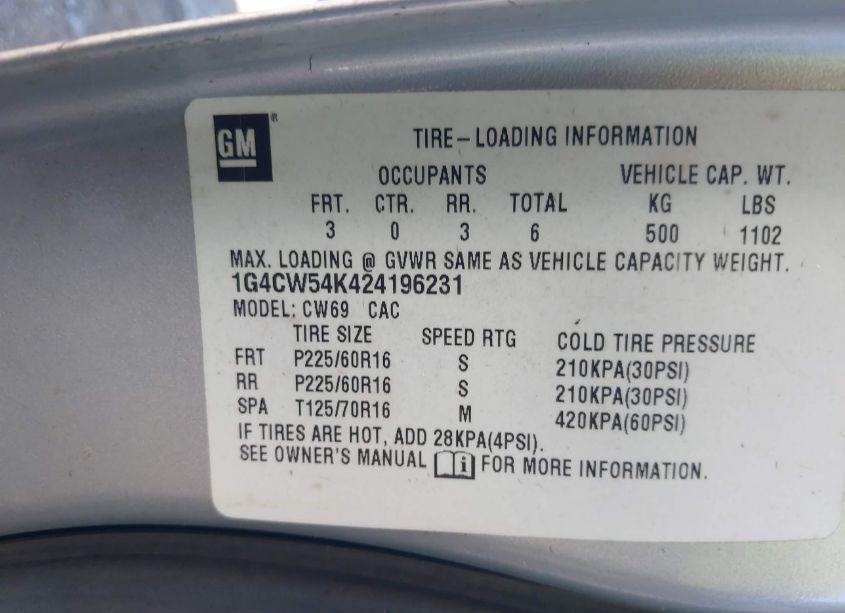 GM ®
TIRE-LOADING INFORMATION
OCCUPANTS VEHICLE CAP. WT.
FRT. CTR. RR. TOTAL KG LBS
3 0 3 6 500 1102
MAX. LOADING @ GVWR SAME AS VEHICLE CAPACITY WEIGHT.
1G4CW54K424196231
MODEL: CW69 CAC
TIRE SIZE SPEED RTG COLD TIRE PRESSURE
FRT P225/60R16 S 210KPA(30PSI)
RR P225/60R16 S 210KPA(30PSI)
SPA T125/70R16 M 420KPA(60PSI)
IF TIRES ARE HOT, ADD 28KPA(4PSI).
SEE OWNER'S MANUAL i FOR MORE INFORMATION.